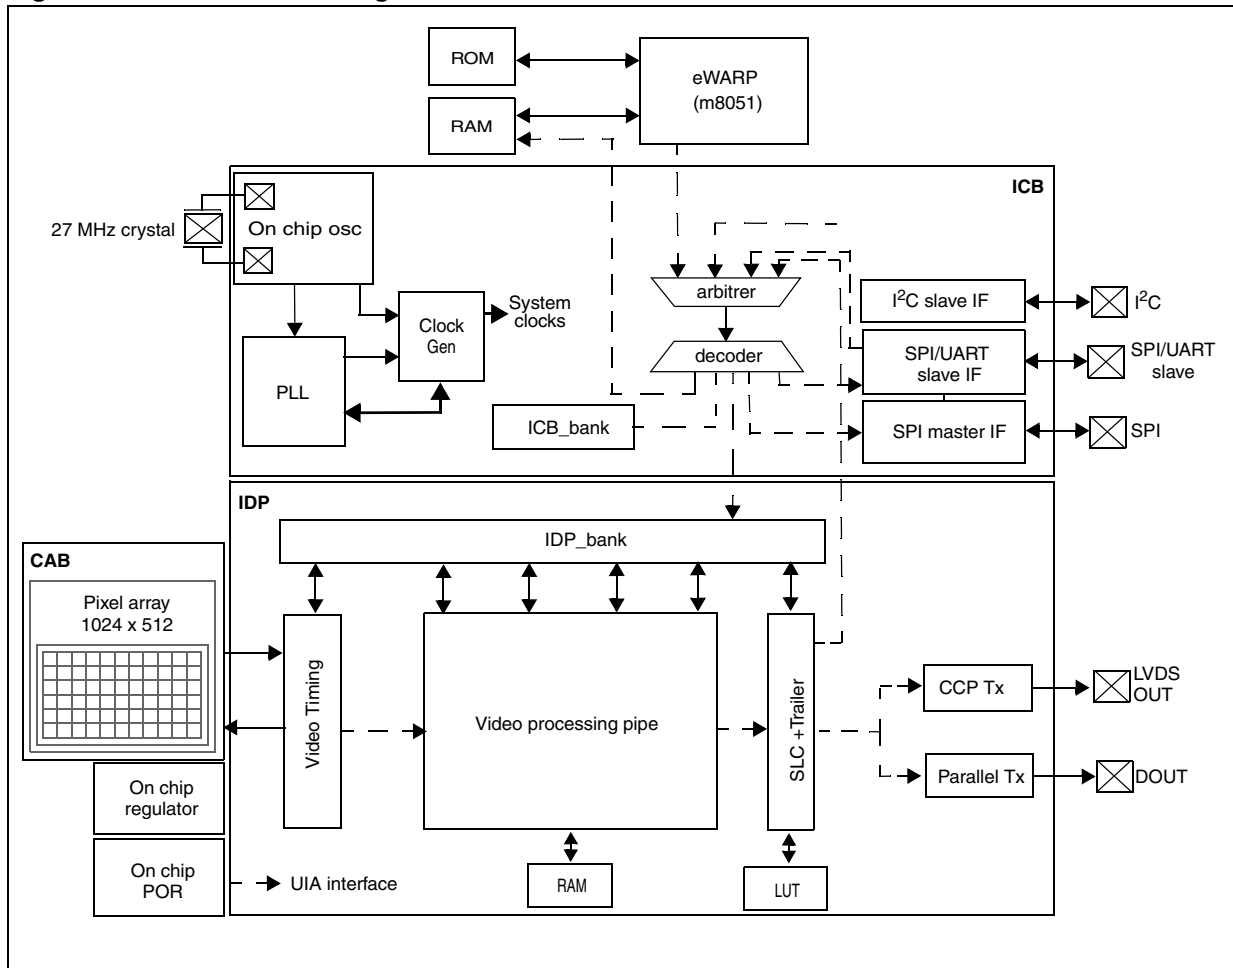 ROM
eWARP
(m8051)
RAM
ICB
27 MHz crystal
On chip osc
arbitrer
I²C slave IF
I²C
System
clocks
Clock
Gen
decoder
SPI/UART
slave IF
SPI/UART
slave
PLL
ICB_bank
SPI master IF
SPI
IDP
IDP_bank
CAB
Pixel array
1024 x 512
Video Timing
Video processing pipe
SLC +Trailer
CCP Tx
LVDS
OUT
Parallel Tx
DOUT
On chip
regulator
On chip
POR
UIA interface
RAM
LUT